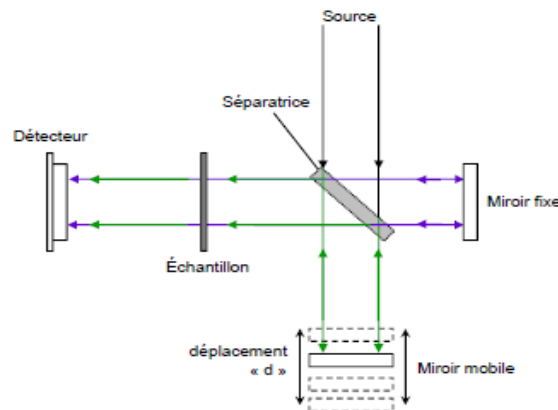 Source
Séparatrice
Détecteur
Miroir fixe
Échantillon
déplacement
« d »
Miroir mobile